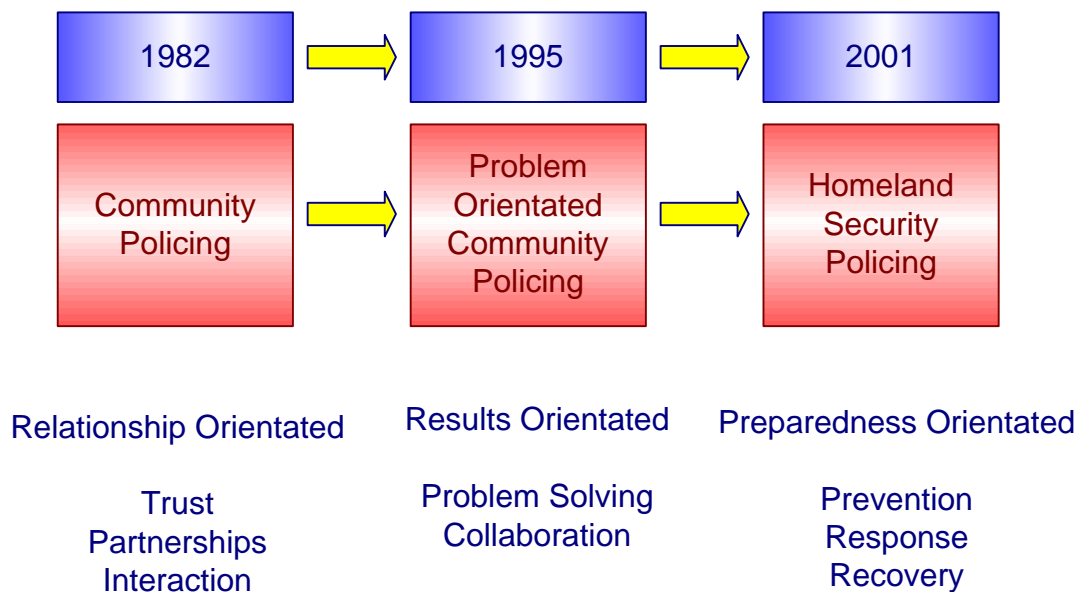 1982
1995
2001
Community
Policing
Problem
Orientated
Community
Policing
Homeland
Security
Policing
Relationship Orientated
Results Orientated
Preparedness Orientated
Trust
Partnerships
Interaction
Problem Solving
Collaboration
Prevention
Response
Recovery